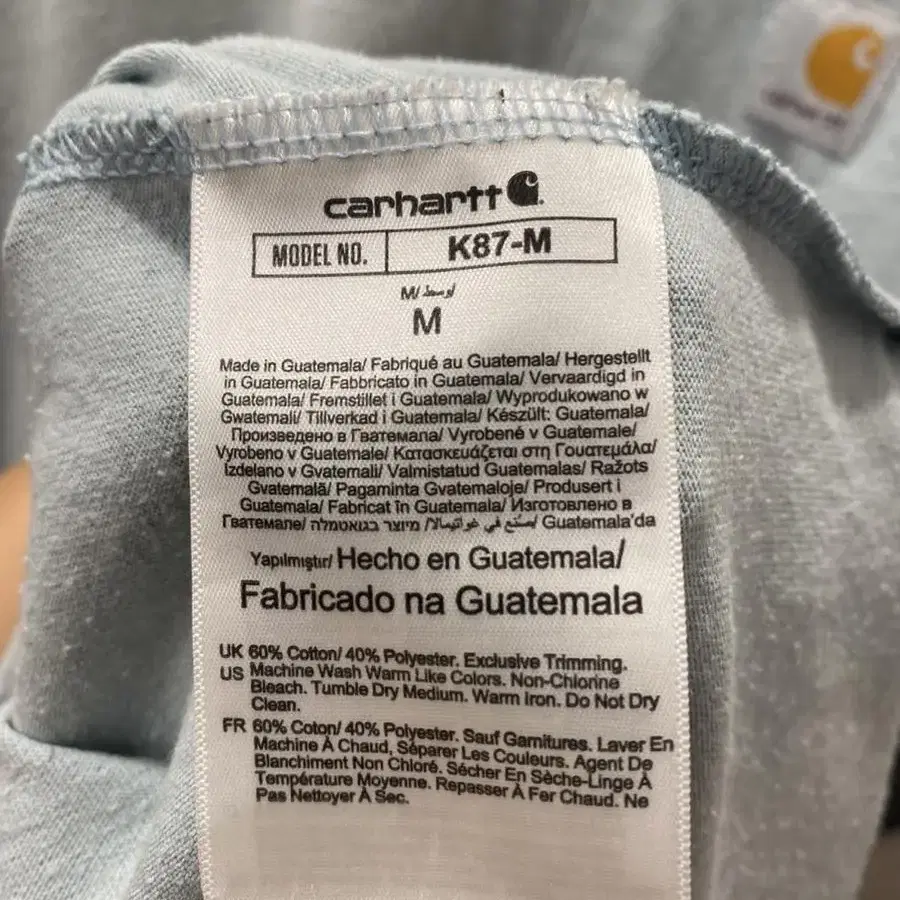 carhartt
MODEL NO. K87-M
M/وسط
M
Made in Guatemala/ Fabriqué au Guatemala/ Hergestellt
in Guatemala/ Fabbricato in Guatemala/ Vervaardigd in
Guatemala/ Fremstillet i Guatemala/ Wyprodukowano w
Gwatemali/ Tillverkad i Guatemala/ Készült: Guatemala/
Произведено в Гватемала/ Vyrobené v Guatemale/
Vyrobeno v Guatemale/ Κατασκευάζεται στη Γουατεμάλα/
Izdelano v Gvatemali/ Valmistatud Guatemalas/ Ražots
Gvatemalā/ Pagaminta Gvatemaloje/ Produsert i
Guatemala/ Fabricat în Guatemala/ Изготовлено в
Гватемале/ מיוצר בגואטמלה /صنع في غواتيمالا/ Guatemala'da
Yapılmıştır/ Hecho en Guatemala/
Fabricado na Guatemala
UK 60% Cotton/ 40% Polyester. Exclusive Trimming.
US Machine Wash Warm Like Colors. Non-Chlorine
Bleach. Tumble Dry Medium. Warm Iron. Do Not Dry
Clean.
FR 60% Coton/ 40% Polyester. Sauf Garnitures. Laver En
Machine À Chaud, Séparer Les Couleurs. Agent De
Blanchiment Non Chloré. Sécher En Sèche-Linge À
Température Moyenne. Repasser À Fer Chaud. Ne
Pas Nettoyer À Sec.